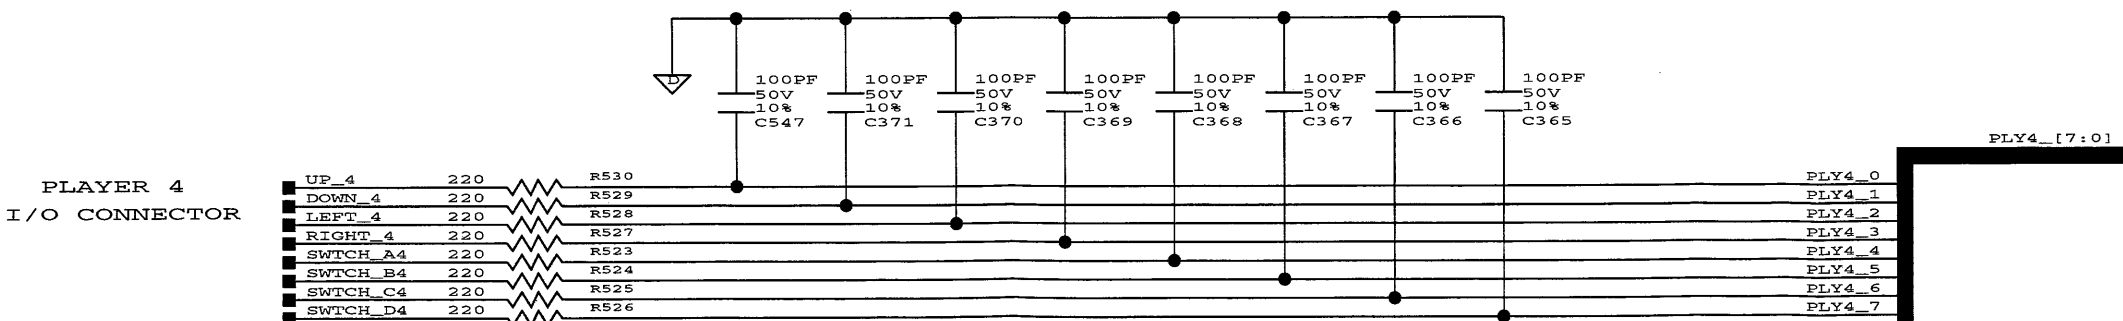 100PF 100PF 100PF 100PF 100PF 100PF 100PF 100PF
50V 50V 50V 50V 50V 50V 50V 50V
10% 10% 10% 10% 10% 10% 10% 10%
C547 C371 C370 C369 C368 C367 C366 C365
D
PLY4_[7:0]
PLAYER 4
I/O CONNECTOR
UP_4 220 R530 PLY4_0
DOWN_4 220 R529 PLY4_1
LEFT_4 220 R528 PLY4_2
RIGHT_4 220 R527 PLY4_3
SWTCH_A4 220 R523 PLY4_4
SWTCH_B4 220 R524 PLY4_5
SWTCH_C4 220 R525 PLY4_6
SWTCH_D4 220 R526 PLY4_7